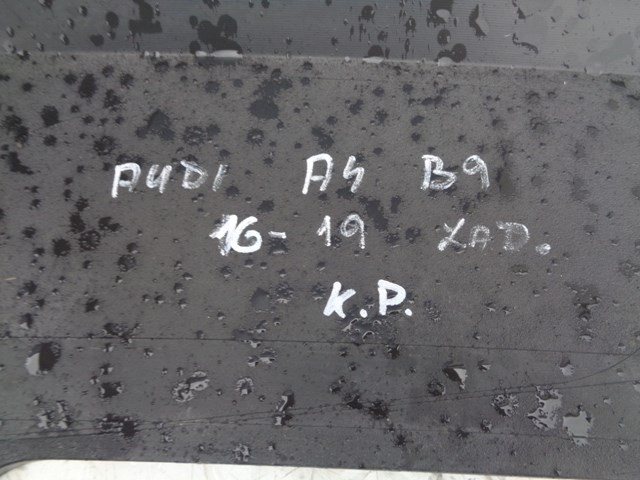 AUDI A4 B9
16-19 ZAD.
K.P.